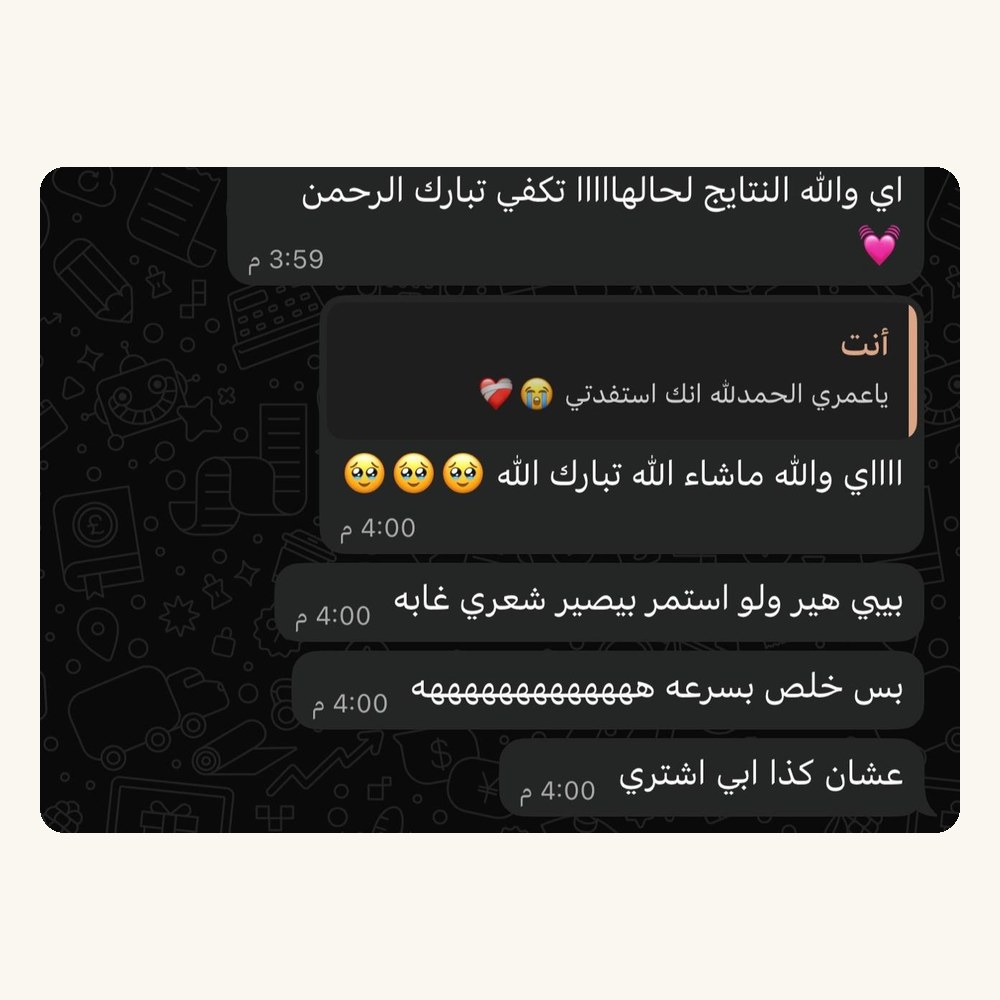 اي والله النتايج لحالهااااا تكفي تبارك الرحمن
💓
3:59 م
أنت
ياعمري الحمدلله انك استفدتي 😭❤️‍🩹
ااااي والله ماشاء الله تبارك الله 🥹🥹🥹
4:00 م
بيبي هير ولو استمر بيصير شعري غابه
4:00 م
بس خلص بسرعه ههههههههههههه
4:00 م
عشان كذا ابي اشتري
4:00 م